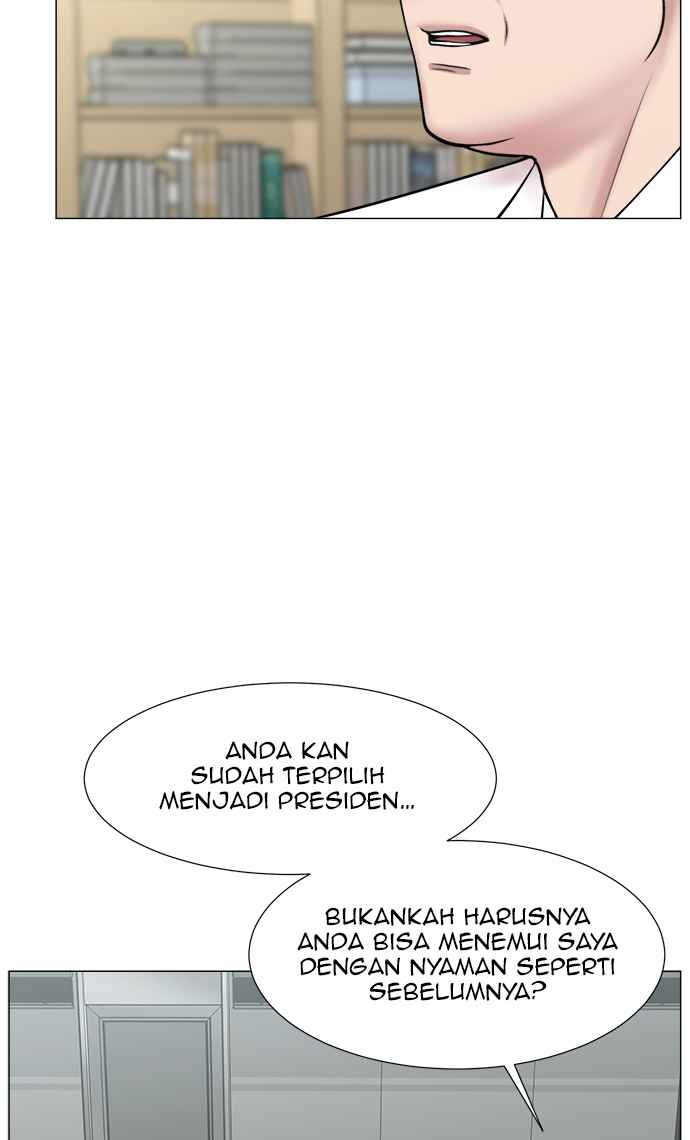 ANDA KAN
SUDAH TERPILIH
MENJADI PRESIDEN...
BUKANKAH HARUSNYA
ANDA BISA MENEMUI SAYA
DENGAN NYAMAN SEPERTI
SEBELUMNYA?